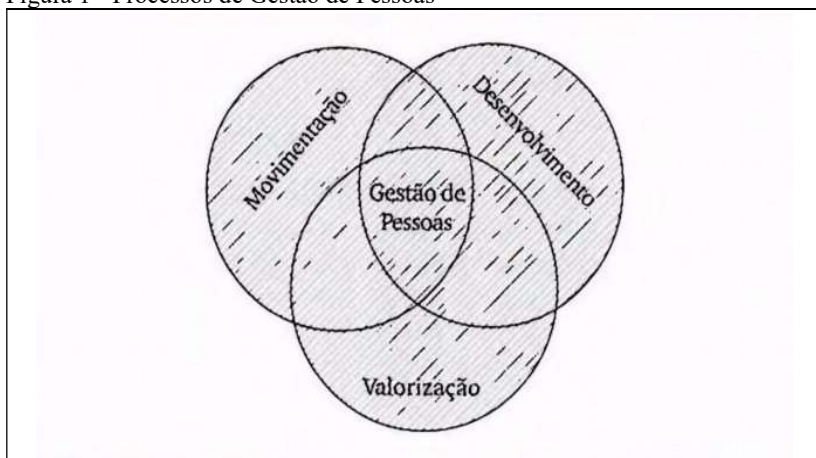 Figura 1 - Processos de Gestão de Pessoas
Movimentação
Desenvolvimento
Gestão de
Pessoas
Valorização